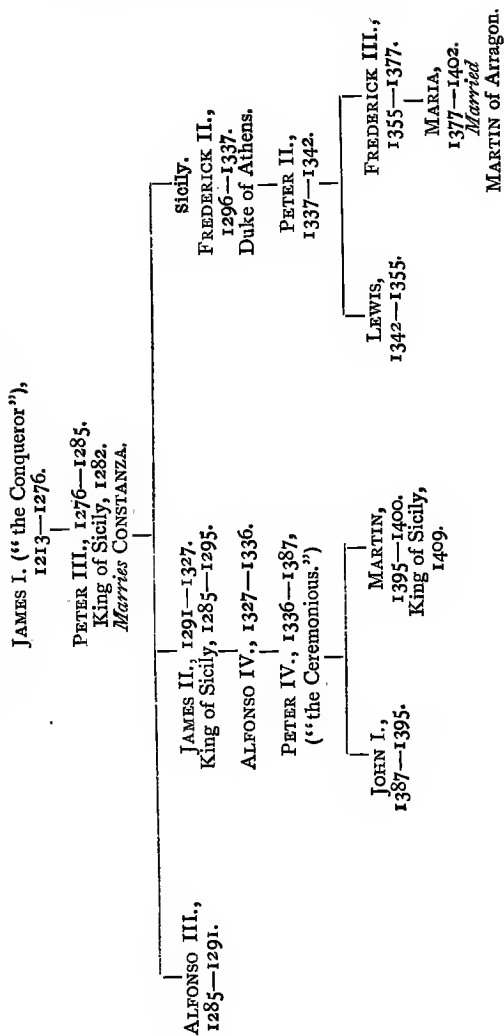 JAMES I. (“the Conqueror”),
1213—1276.
PETER III., 1276—1285.
King of Sicily, 1282.
Marries CONSTANZA.
ALFONSO III.,
1285—1291.
JAMES II., 1291—1327.
King of Sicily, 1285—1295.
ALFONSO IV., 1327—1336.
PETER IV., 1336—1387,
(“the Ceremonious.”)
JOHN I.,
1387—1395.
MARTIN,
1395—1400.
King of Sicily,
1409.
Sicily.
FREDERICK II.,
1296—1337.
Duke of Athens.
PETER II.,
1337—1342.
LEWIS,
1342—1355.
FREDERICK III.,
1355—1377.
MARIA,
1377—1402.
Married
MARTIN of Arragon.